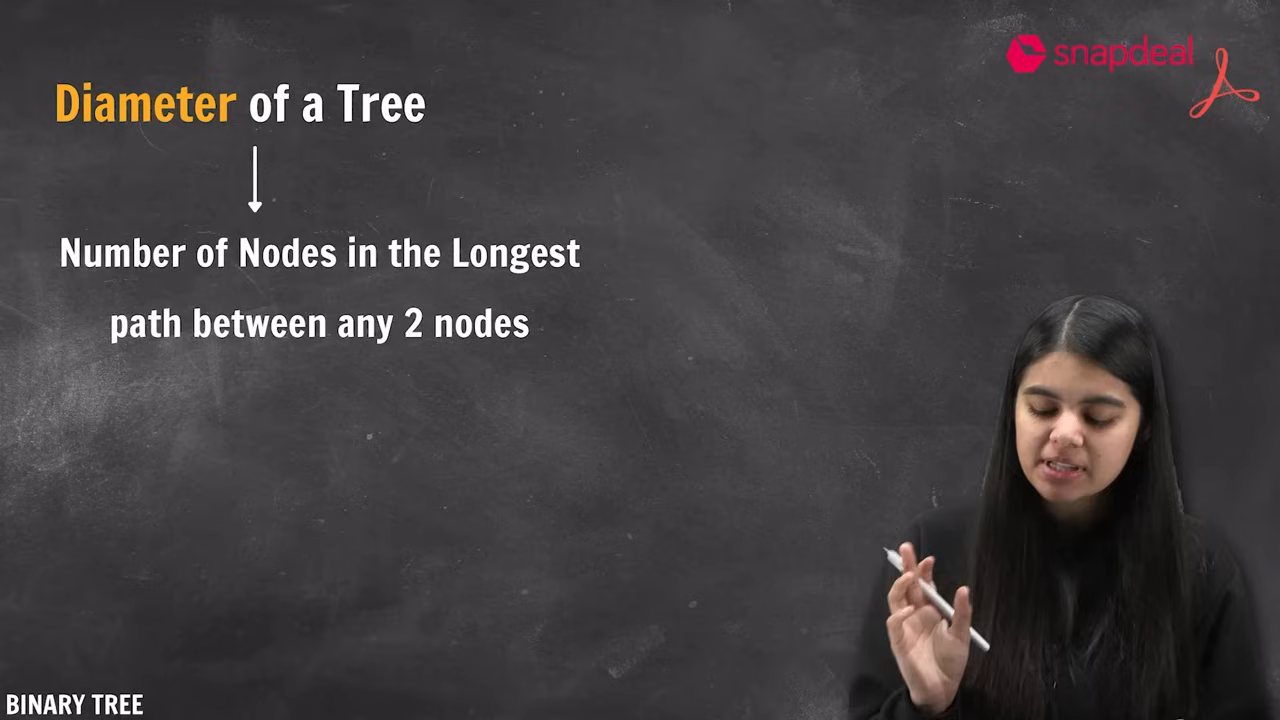 snapdeal
Diameter of a Tree
Number of Nodes in the Longest
path between any 2 nodes
BINARY TREE